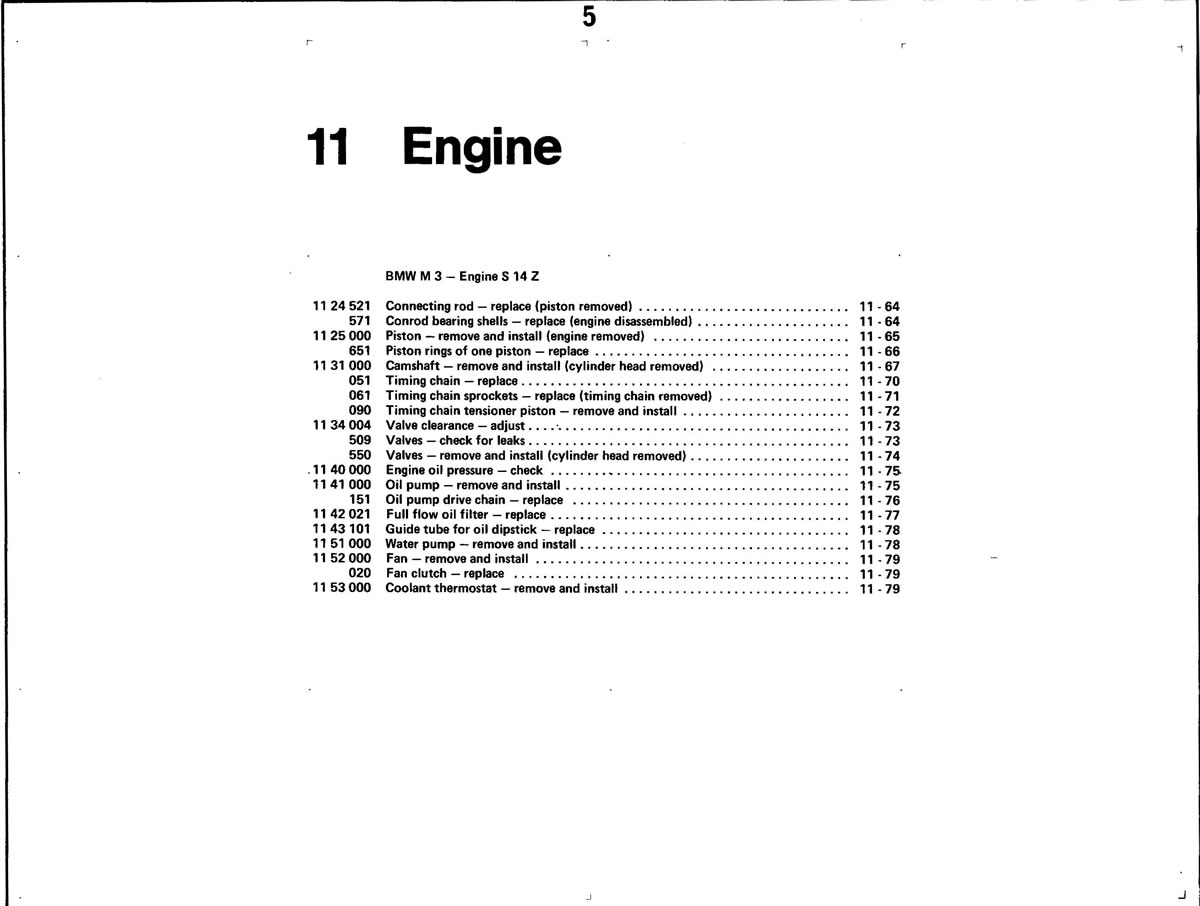 5
11 Engine
BMW M 3 – Engine S 14 Z
11 24 521 Connecting rod – replace (piston removed) ............................. 11 - 64
571 Conrod bearing shells – replace (engine disassembled) ..................... 11 - 64
11 25 000 Piston – remove and install (engine removed) ........................... 11 - 65
651 Piston rings of one piston – replace ................................... 11 - 66
11 31 000 Camshaft – remove and install (cylinder head removed) ................... 11 - 67
051 Timing chain – replace ............................................. 11 - 70
061 Timing chain sprockets – replace (timing chain removed) .................. 11 - 71
090 Timing chain tensioner piston – remove and install ....................... 11 - 72
11 34 004 Valve clearance – adjust ............................................ 11 - 73
509 Valves – check for leaks ............................................ 11 - 73
550 Valves – remove and install (cylinder head removed) ...................... 11 - 74
11 40 000 Engine oil pressure – check ......................................... 11 - 75
11 41 000 Oil pump – remove and install ....................................... 11 - 75
151 Oil pump drive chain – replace ...................................... 11 - 76
11 42 021 Full flow oil filter – replace ......................................... 11 - 77
11 43 101 Guide tube for oil dipstick – replace .................................. 11 - 78
11 51 000 Water pump – remove and install ..................................... 11 - 78
11 52 000 Fan – remove and install ........................................... 11 - 79
020 Fan clutch – replace .............................................. 11 - 79
11 53 000 Coolant thermostat – remove and install ............................... 11 - 79